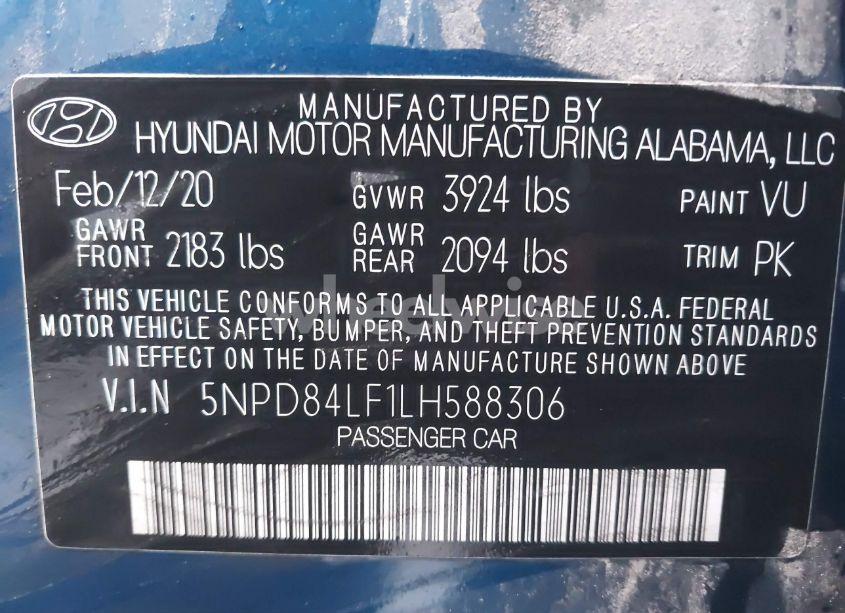 MANUFACTURED BY
HYUNDAI MOTOR MANUFACTURING ALABAMA, LLC
Feb/12/20 GVWR 3924 lbs PAINT VU
GAWR FRONT 2183 lbs GAWR REAR 2094 lbs TRIM PK
THIS VEHICLE CONFORMS TO ALL APPLICABLE U.S.A. FEDERAL
MOTOR VEHICLE SAFETY, BUMPER, AND THEFT PREVENTION STANDARDS
IN EFFECT ON THE DATE OF MANUFACTURE SHOWN ABOVE.
V.I.N 5NPD84LF1LH588306
PASSENGER CAR